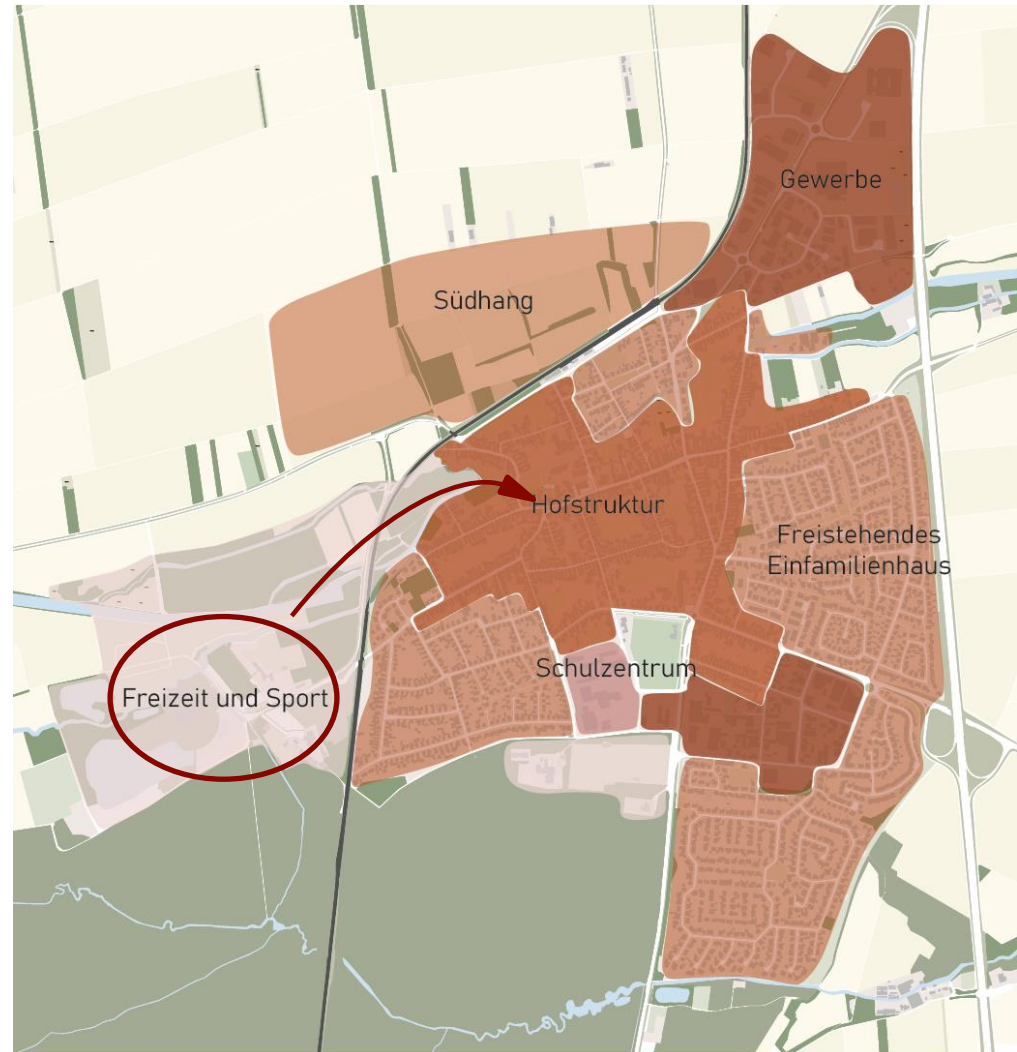 Gewerbe
Südhang
Hofstruktur
Freistehendes
Einfamilienhaus
Schulzentrum
Freizeit und Sport